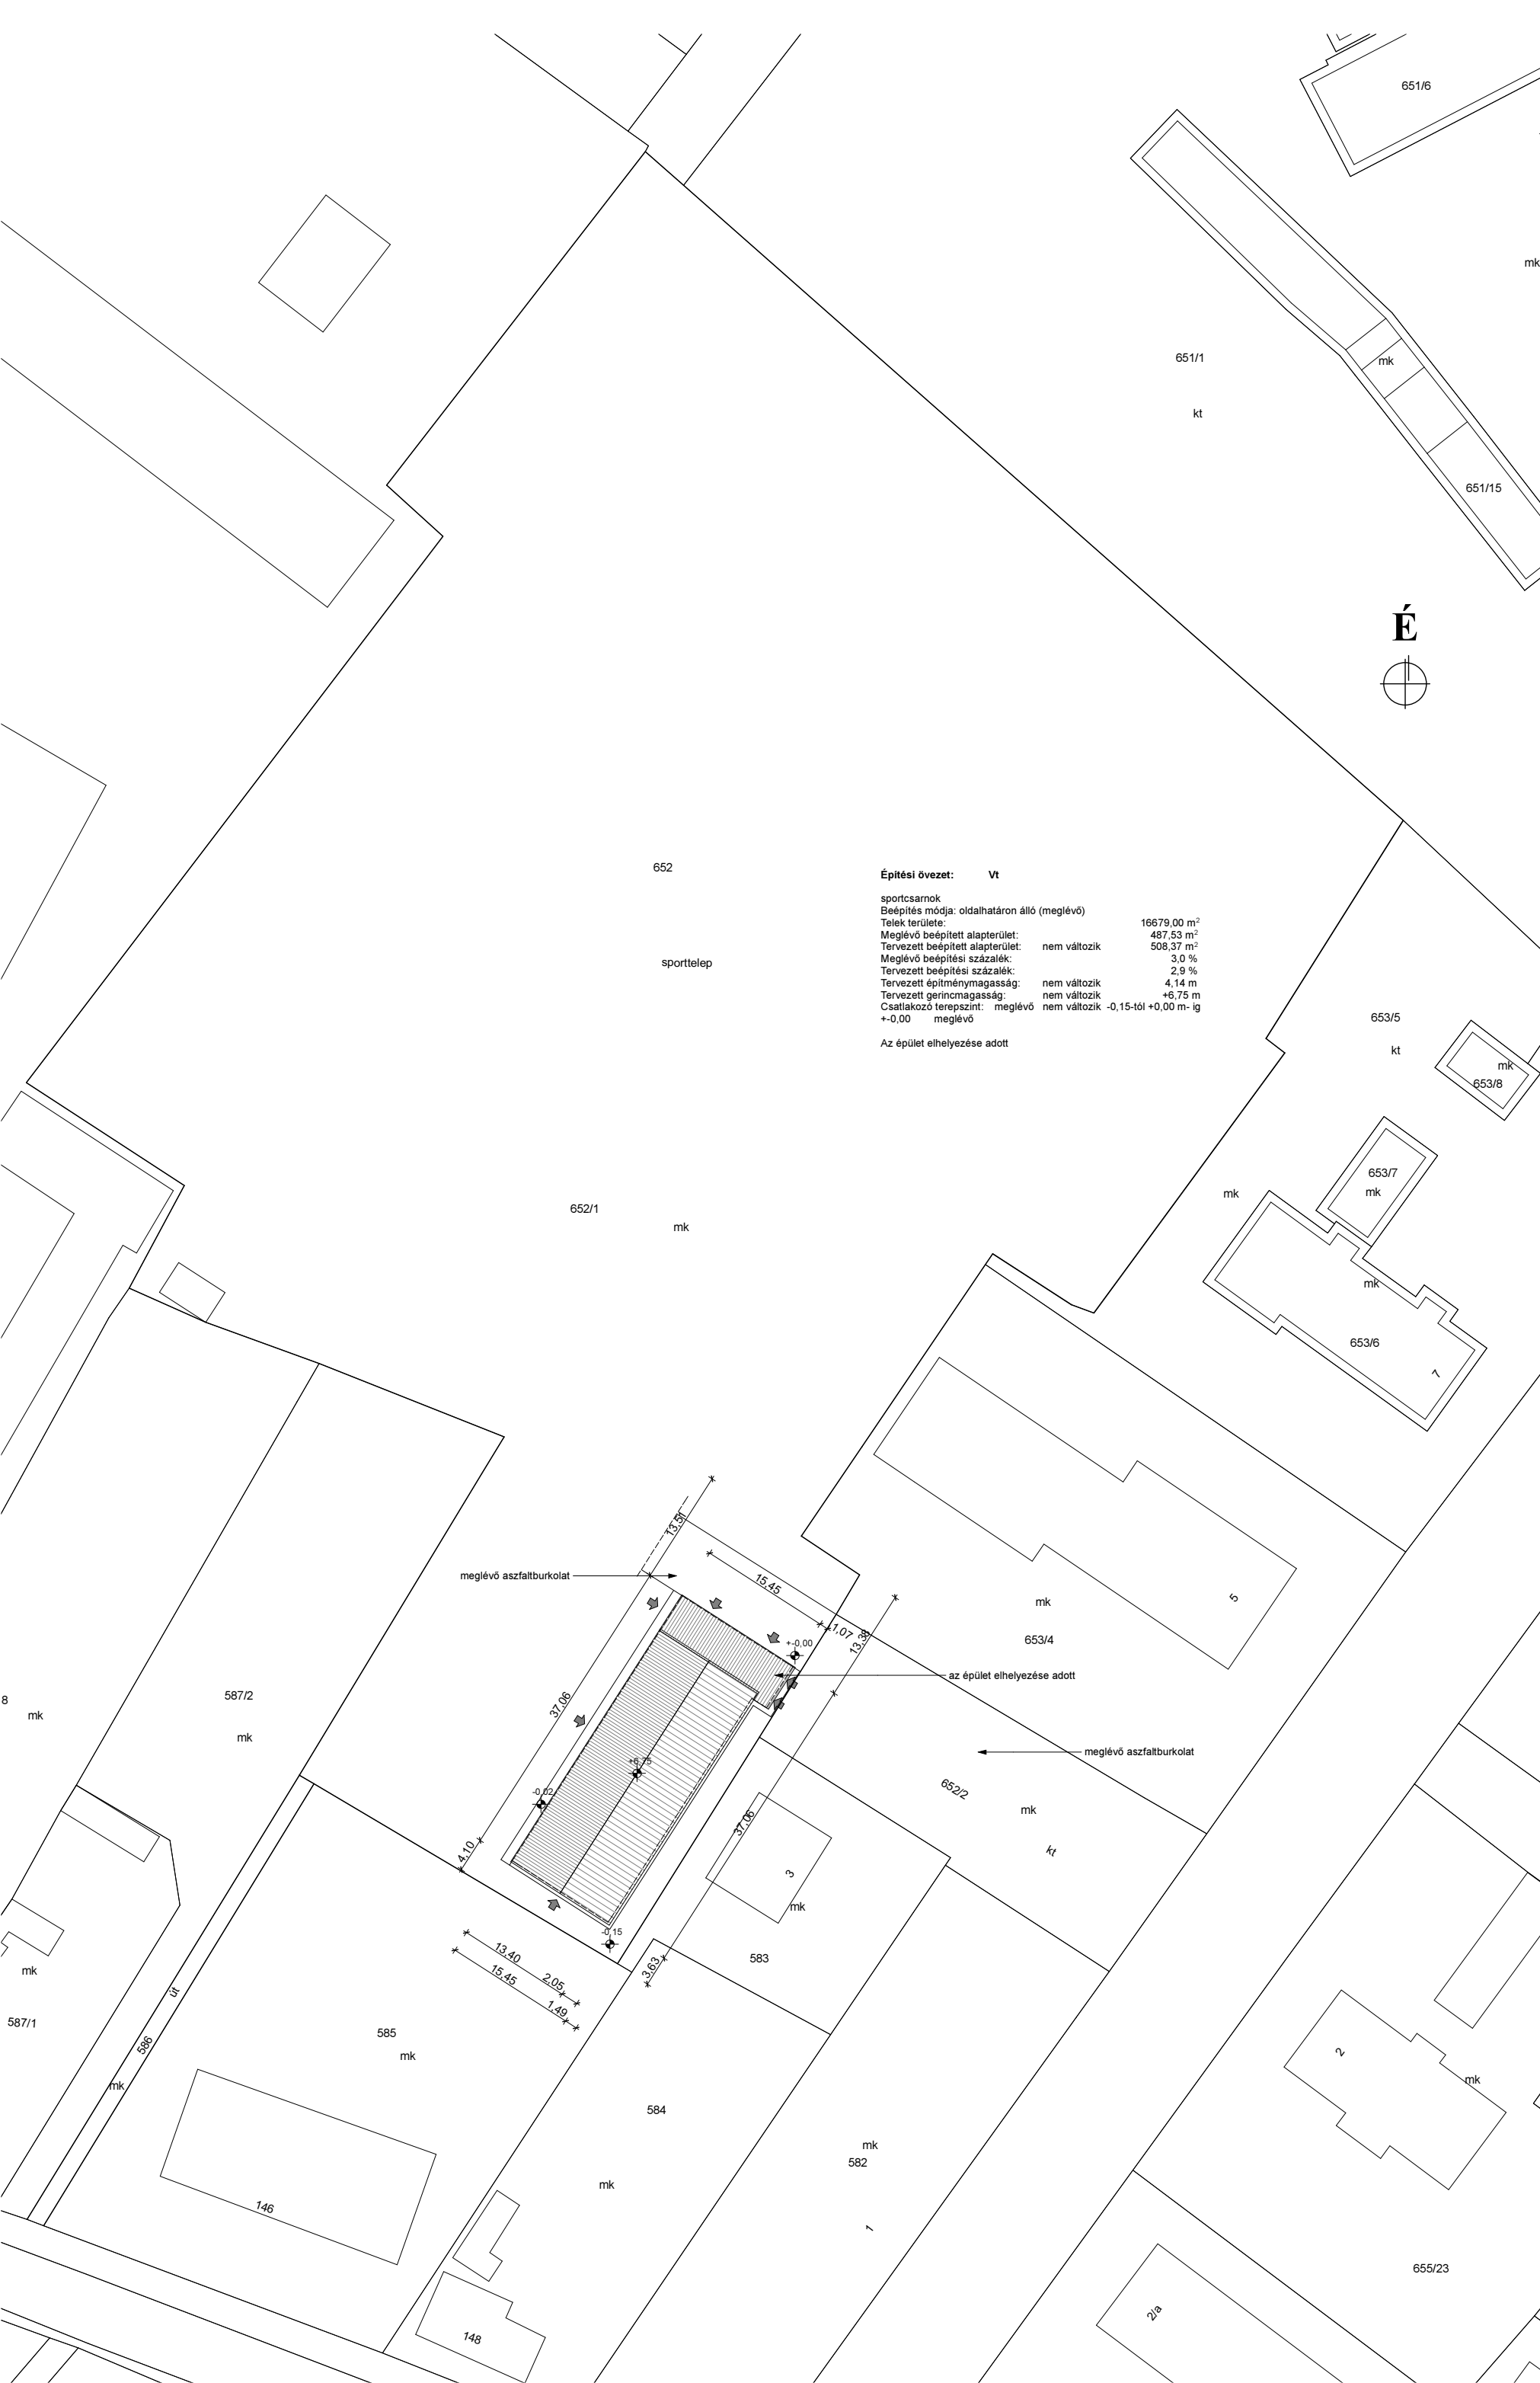 651/6
mk
651/1
mk
kt
651/15
É
652
Építési övezet: Vt
sportcsarnok
Beépítés módja: oldalhatáron álló (meglévő)
Telek területe: 16679,00 m²
Meglévő beépített alapterület: 487,53 m²
Tervezett beépített alapterület: nem változik 508,37 m²
Meglévő beépítési százalék: 3,0 %
Tervezett beépítési százalék: 2,9 %
Tervezett építménymagasság: nem változik 4,14 m
Tervezett gerincmagasság: nem változik +6,75 m
Csatlakozó terepszint: meglévő nem változik -0,15-tól +0,00 m- ig
+-0,00 meglévő
Az épület elhelyezése adott
sporttelep
653/5
kt
mk
653/8
653/7
mk
mk
652/1
mk
mk
653/6
7
13,51
meglévő aszfaltburkolat
15,45
5
mk
1,07
13,38
653/4
+-0,00
az épület elhelyezése adott
587/2
8
mk
37,06
mk
meglévő aszfaltburkolat
+6,75
-0,02
652/2
mk
37,06
kt
4,10
3
mk
-0,15
13,40
15,45
2,05
1,49
3,63
583
mk
út
587/1
585
586
mk
mk
2
mk
584
mk
582
mk
146
1
655/23
2/a
148